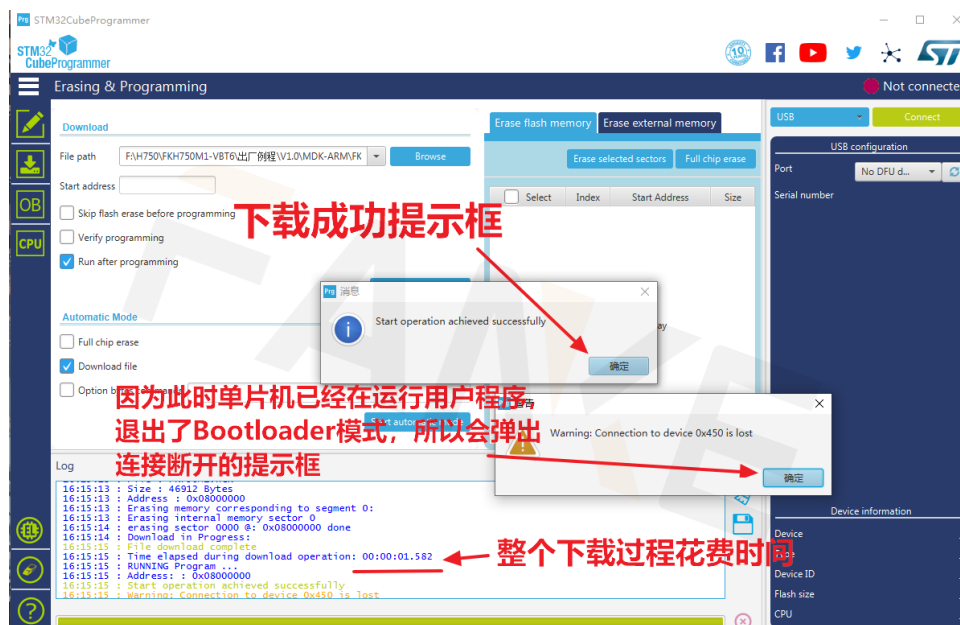 Prg STM32CubeProgrammer
STM32
CubeProgrammer
Erasing & Programming
Not connecte
Download
Erase flash memory
Erase external memory
USB
Connect
File path
F:\H750\FKH750M1-VBT6\出厂例程\V1.0\MDK-ARM\FK
Browse
Erase selected sectors
Full chip erase
USB configuration
Port
No DFU d...
Start address
Select
Index
Start Address
Size
Serial number
Skip flash erase before programming
下载成功提示框
Verify programming
Run after programming
Prg 消息
Automatic Mode
Start operation achieved successfully
ay
Full chip erase
Download file
确定
Option b
因为此时单片机已经在运行用户程序
告
退出了Bootloader模式，所以会弹出
Warning: Connection to device 0x450 is lost
连接断开的提示框
Log
确定
16:15:13 : Size : 46912 Bytes
16:15:13 : Address : 0x08000000
16:15:13 : Erasing memory corresponding to segment 0:
16:15:13 : Erasing internal memory sector 0
16:15:14 : erasing sector 0000 @: 0x08000000 done
16:15:14 : Download in Progress:
16:15:15 : File download complete
16:15:15 : Time elapsed during download operation: 00:00:01.582
16:15:15 : RUNNING Program ...
16:15:15 : Address: : 0x08000000
16:15:15 : Start operation achieved successfully
16:15:15 : Warning: Connection to device 0x450 is lost
整个下载过程花费时间
Device information
Device
Device ID
Flash size
CPU
OB
CPU
FANKE